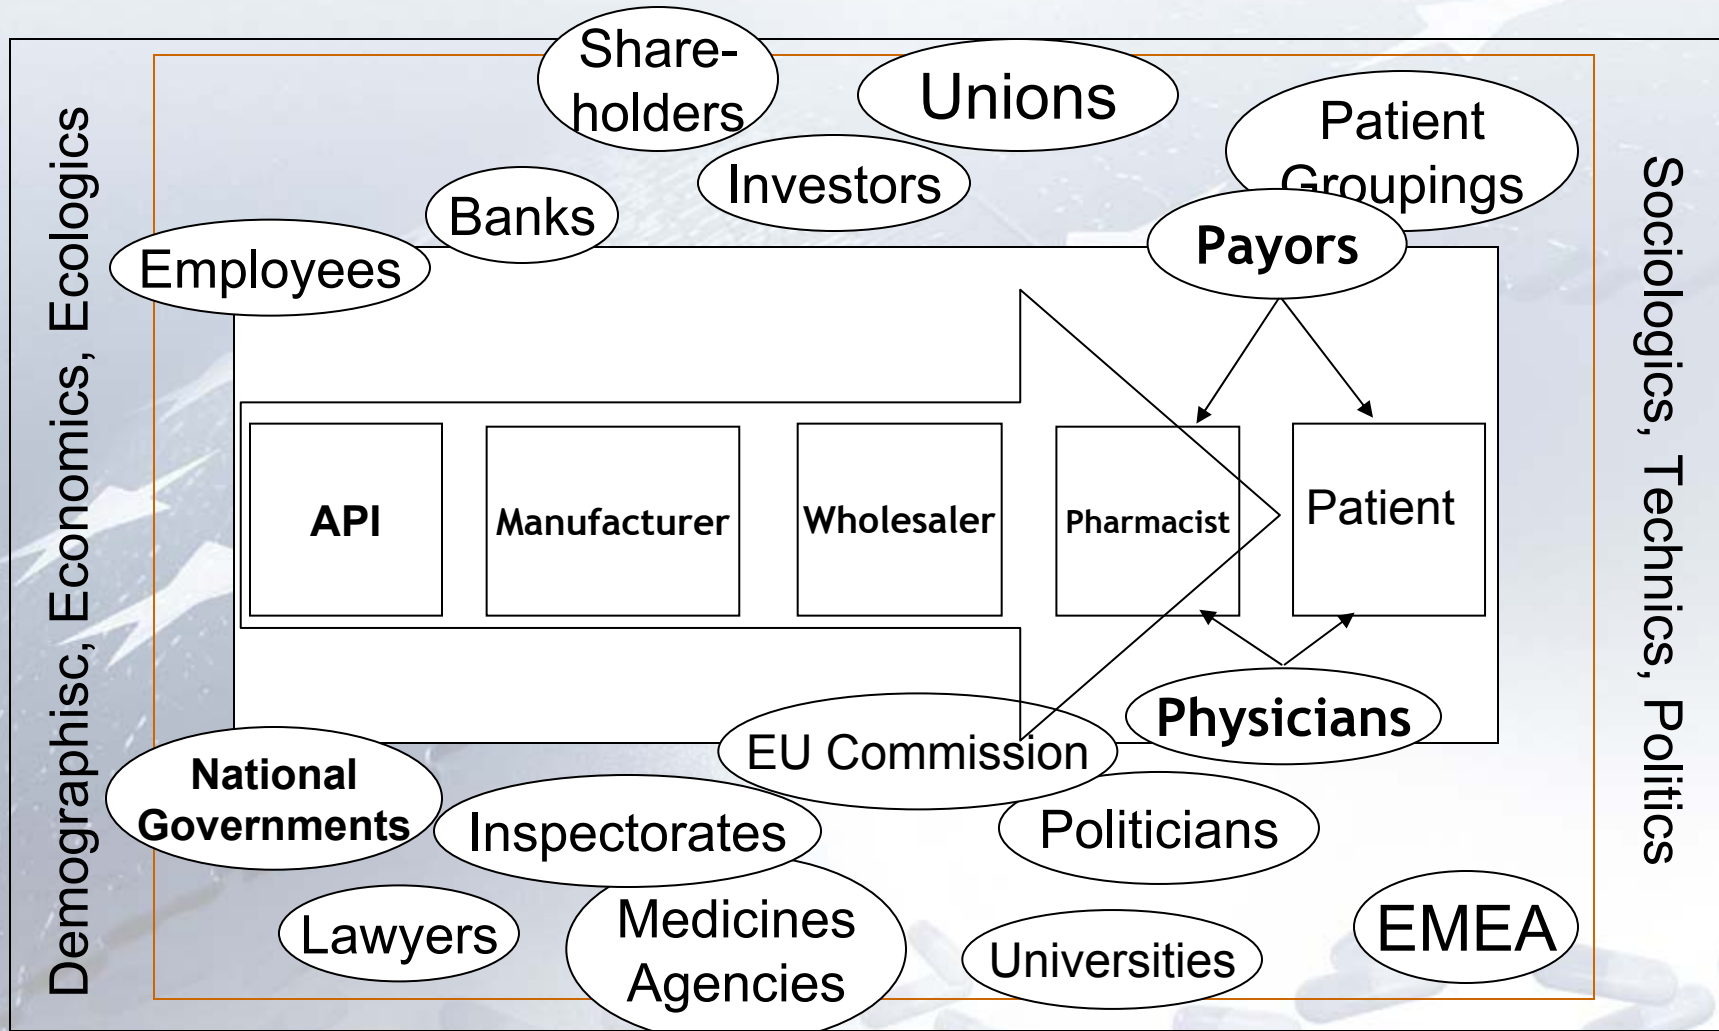 Share-
holders
Unions
Patient
Groupings
Investors
Banks
Payors
Employees
Demographisc, Economics, Ecologics
Sociologics, Technics, Politics
API
Manufacturer
Wholesaler
Pharmacist
Patient
Physicians
EU Commission
National
Governments
Inspectorates
Politicians
Lawyers
Medicines
Agencies
Universities
EMEA